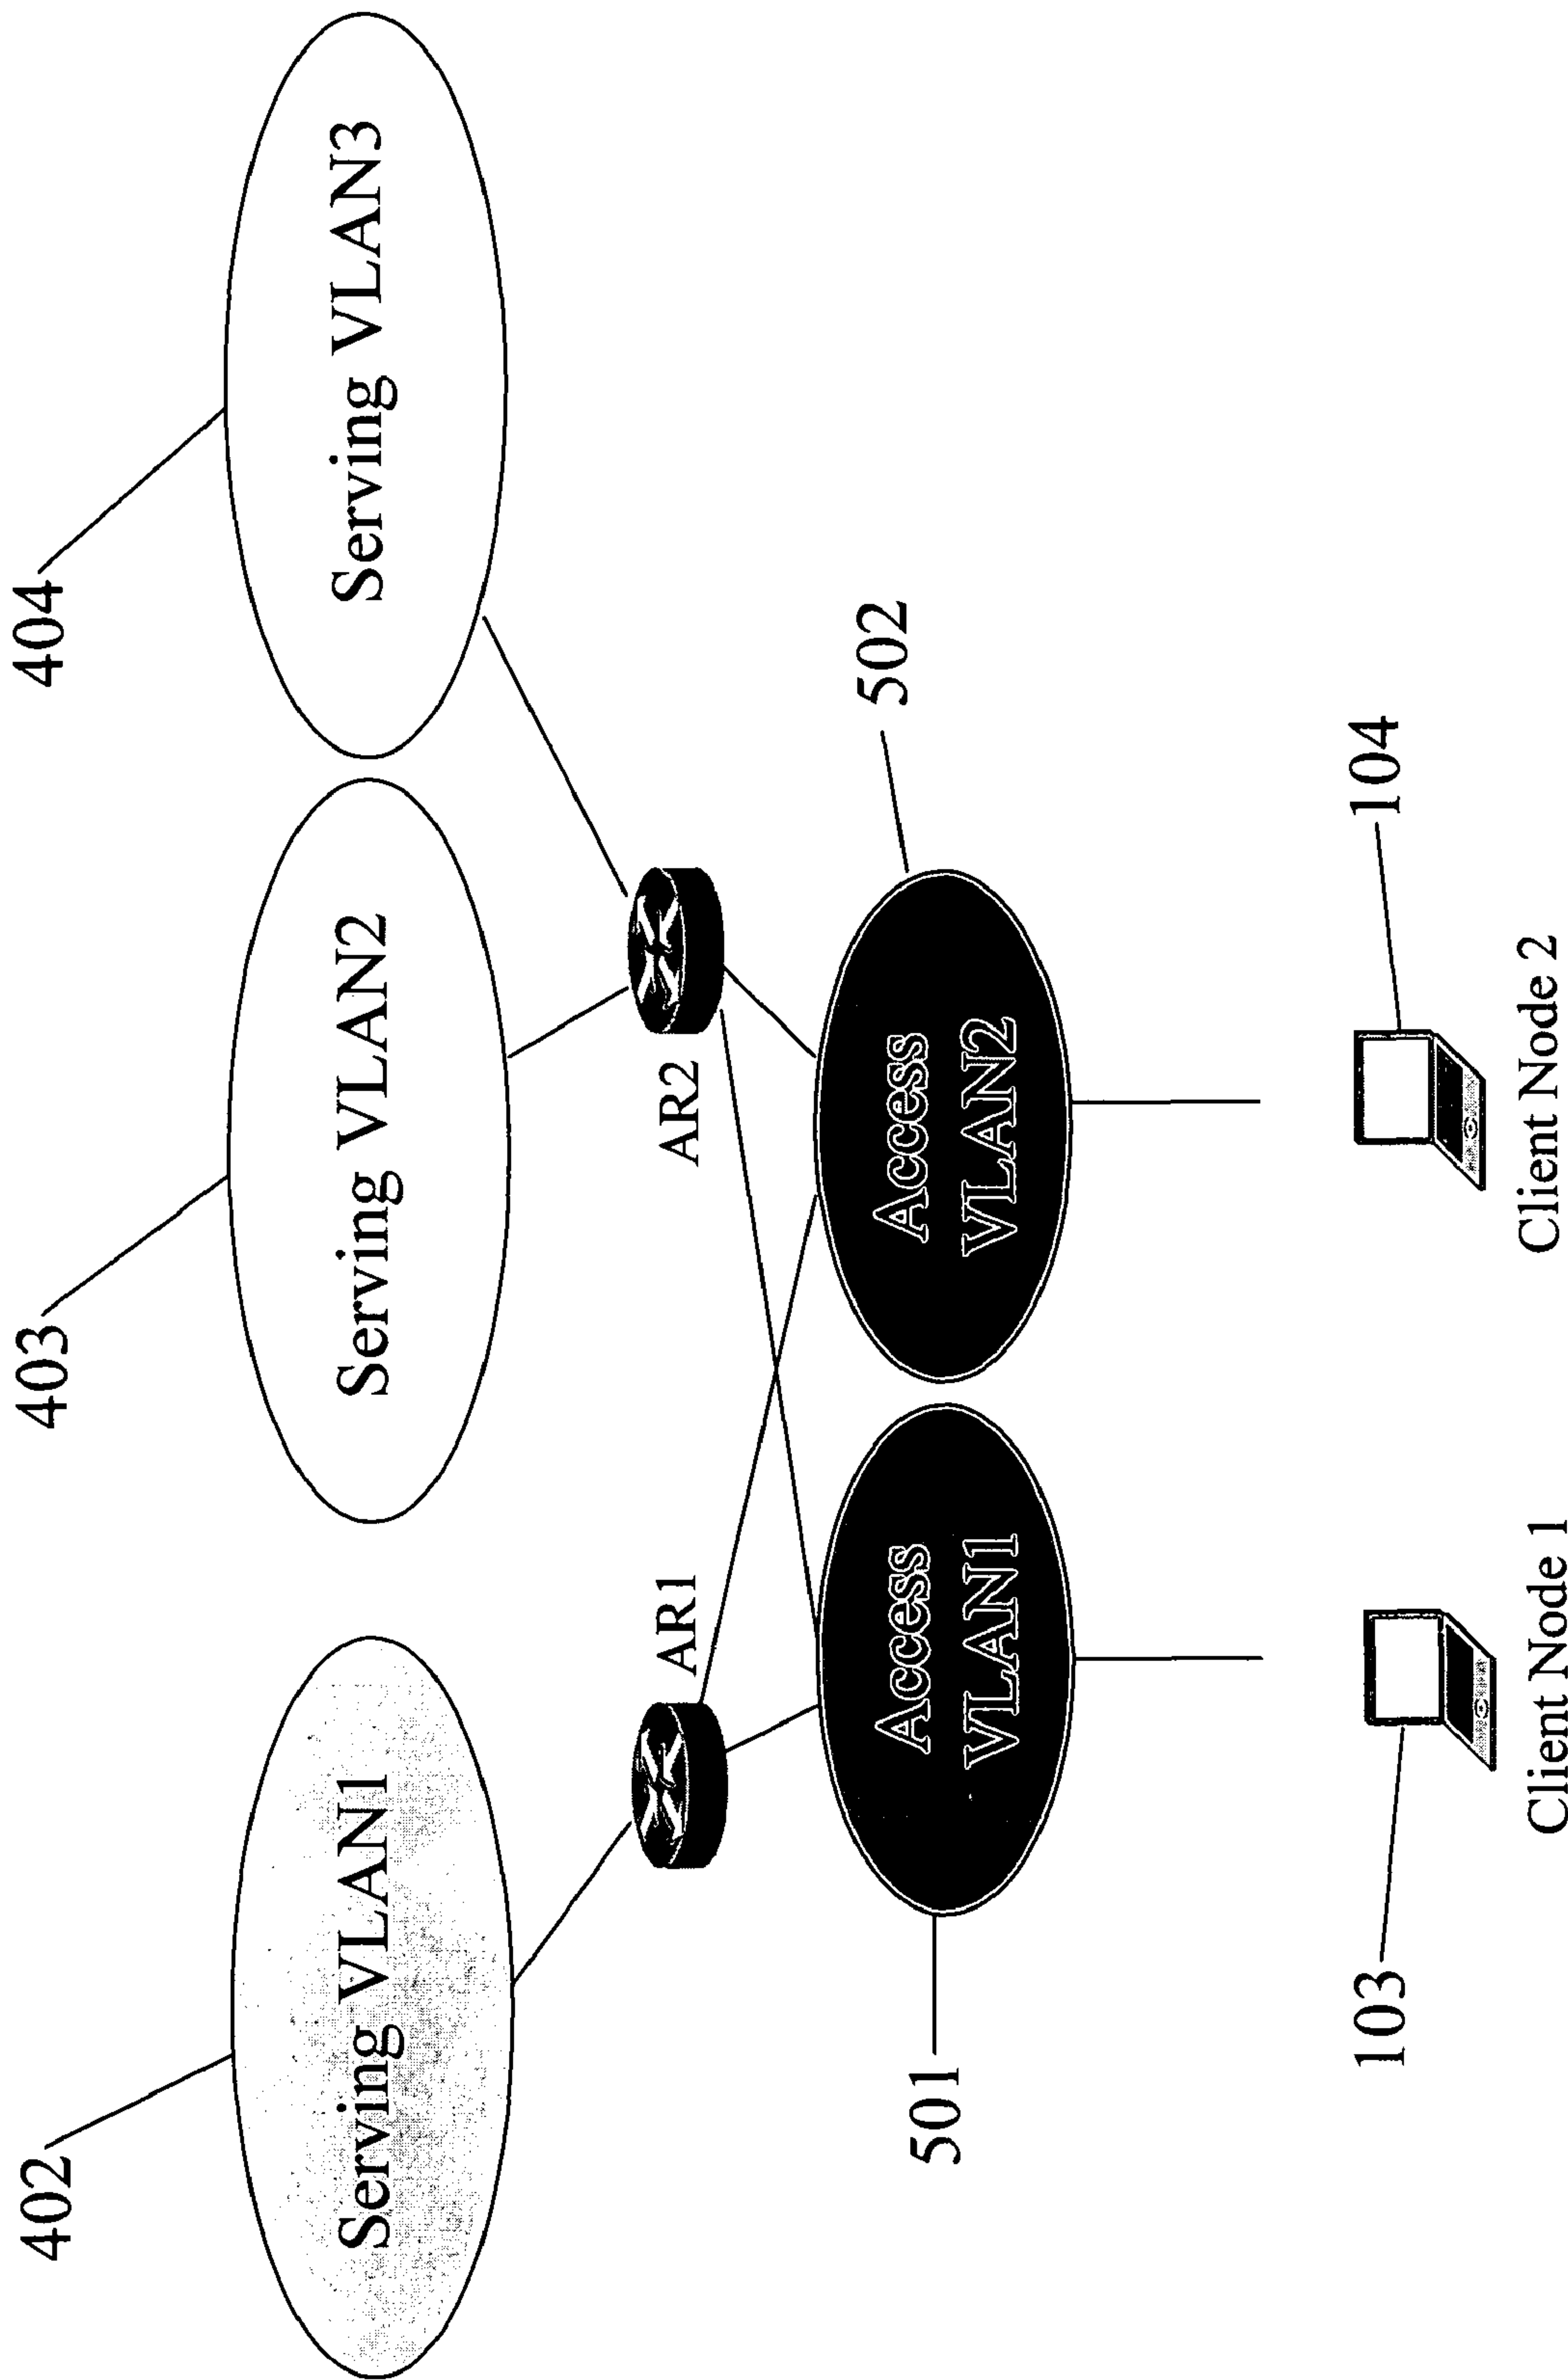 402
403
404
Serving VLAN1
Serving VLAN2
Serving VLAN3
AR1
AR2
501
Access
VLAN1
Access
VLAN2
502
103
104
Client Node 1
Client Node 2